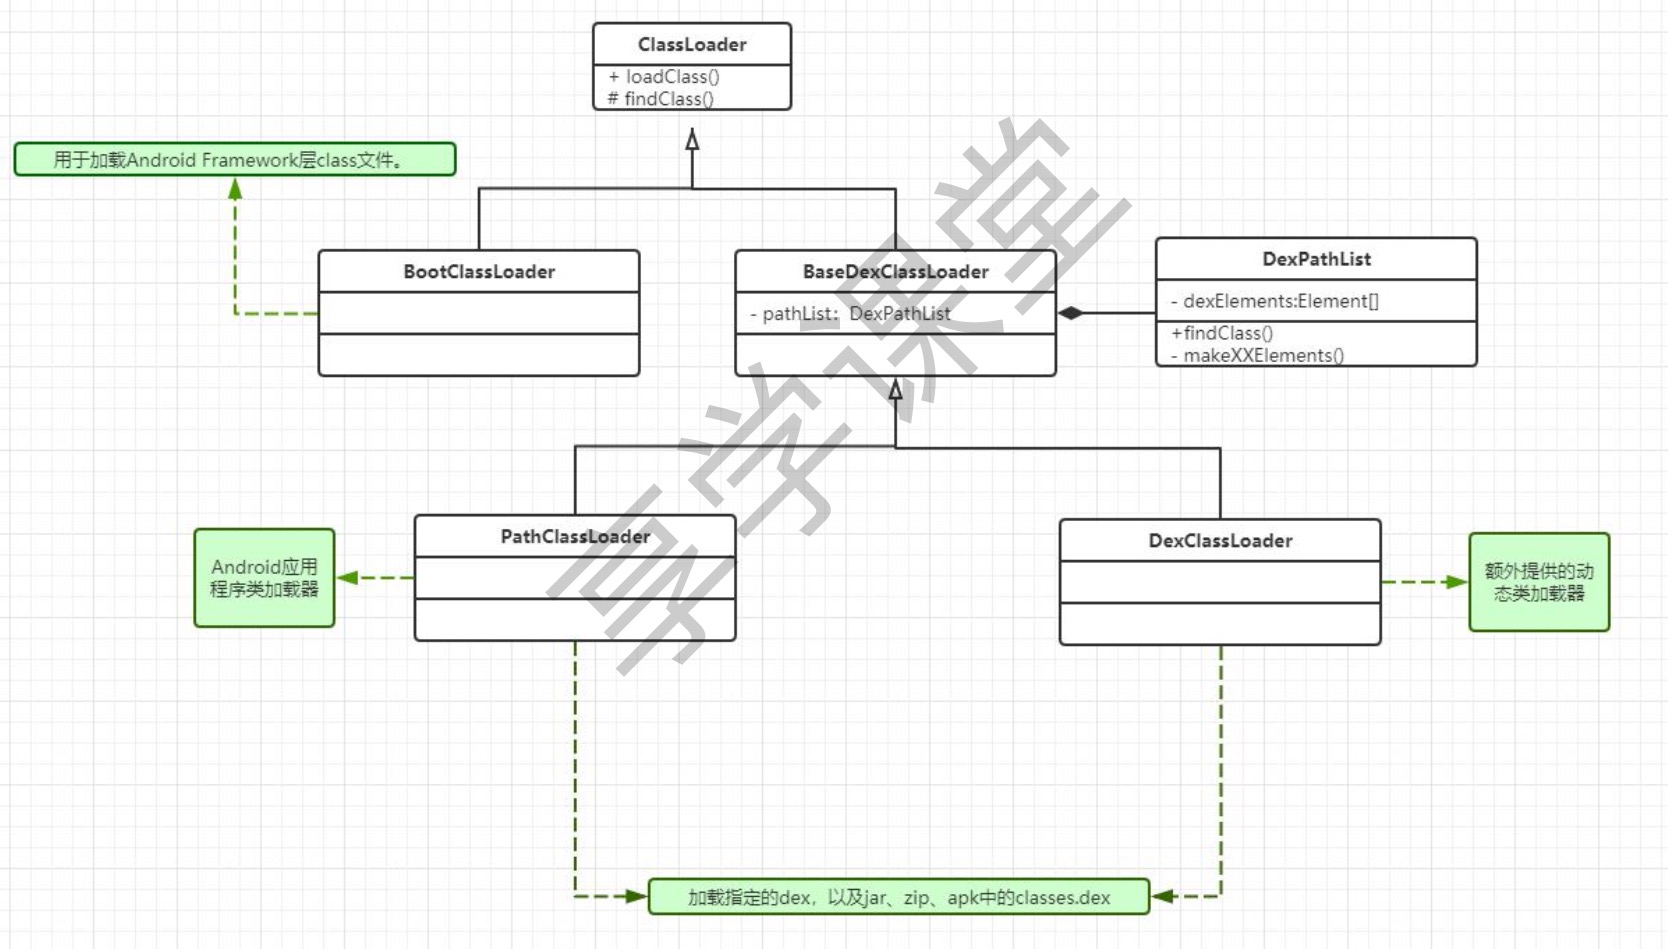 ClassLoader
+ loadClass()
# findClass()
用于加载Android Framework层class文件。
BootClassLoader
BaseDexClassLoader
- pathList：DexPathList
DexPathList
- dexElements:Element[]
+findClass()
- makeXXElements()
享学课堂
Android应用
程序类加载器
PathClassLoader
DexClassLoader
额外提供的动
态类加载器
加载指定的dex，以及jar、zip、apk中的classes.dex